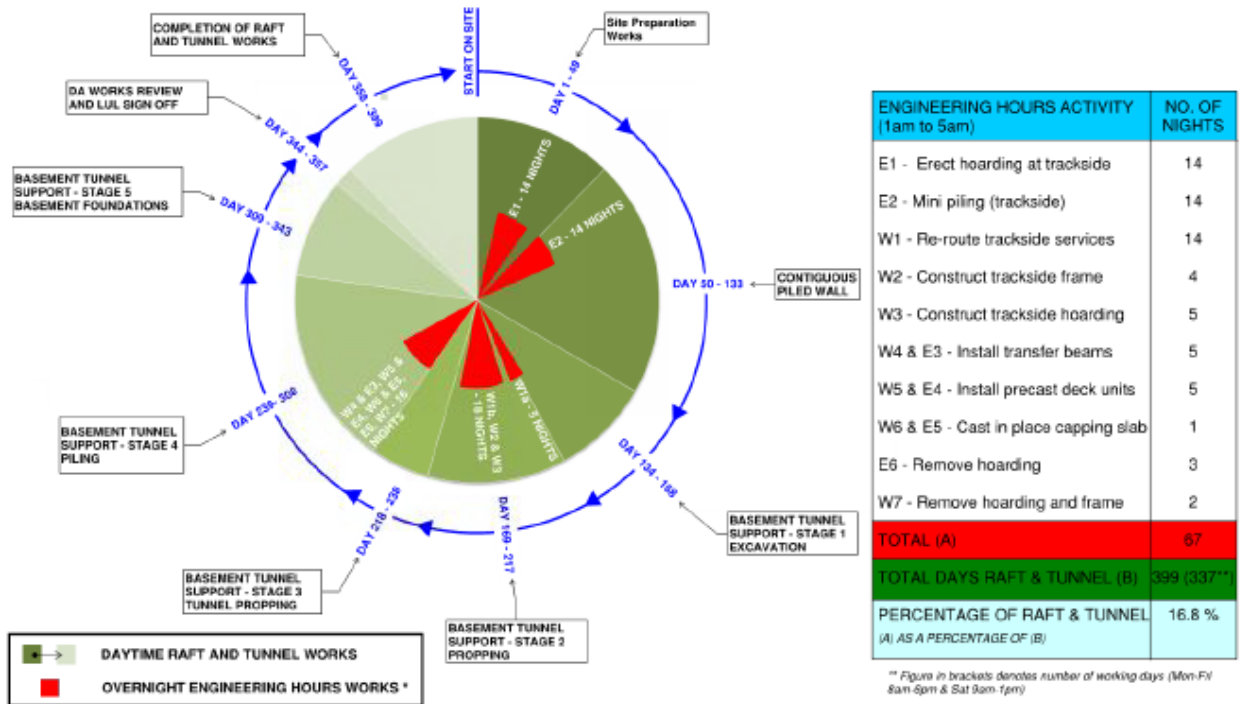 COMPLETION OF RAFT
AND TUNNEL WORKS
START ON SITE
Site Preparation
Works
DAY 358 - 399
DAY 1 - 49
DA WORKS REVIEW
AND LUL SIGN OFF
DAY 344 - 357
BASEMENT TUNNEL
SUPPORT - STAGE 5
BASEMENT FOUNDATIONS
DAY 309 - 343
E1 - 14 NIGHTS
E2 - 14 NIGHTS
DAY 50 - 133
CONTIGUOUS
PILED WALL
W4 & E3, W5 &
E4, W6 & E5,
E6, W7 - 16
NIGHTS
W1b, W2 & W3
- 18 NIGHTS
W1a - 5 NIGHTS
BASEMENT TUNNEL
SUPPORT - STAGE 4
PILING
DAY 134 - 168
BASEMENT TUNNEL
SUPPORT - STAGE 1
EXCAVATION
DAY 169 - 217
BASEMENT TUNNEL
SUPPORT - STAGE 3
TUNNEL PROPPING
BASEMENT TUNNEL
SUPPORT - STAGE 2
PROPPING
DAYTIME RAFT AND TUNNEL WORKS
OVERNIGHT ENGINEERING HOURS WORKS *
ENGINEERING HOURS ACTIVITY NO. OF
(1am to 5am) NIGHTS
E1 - Erect hoarding at trackside 14
E2 - Mini piling (trackside) 14
W1 - Re-route trackside services 14
W2 - Construct trackside frame 4
W3 - Construct trackside hoarding 5
W4 & E3 - Install transfer beams 5
W5 & E4 - Install precast deck units 5
W6 & E5 - Cast in place capping slab 1
E6 - Remove hoarding 3
W7 - Remove hoarding and frame 2
TOTAL (A) 67
TOTAL DAYS RAFT & TUNNEL (B) 399 (337**)
PERCENTAGE OF RAFT & TUNNEL 16.8 %
(A) AS A PERCENTAGE OF (B)
** Figure in brackets denotes number of working days (Mon-Fri
8am-6pm & Sat 9am-1pm)